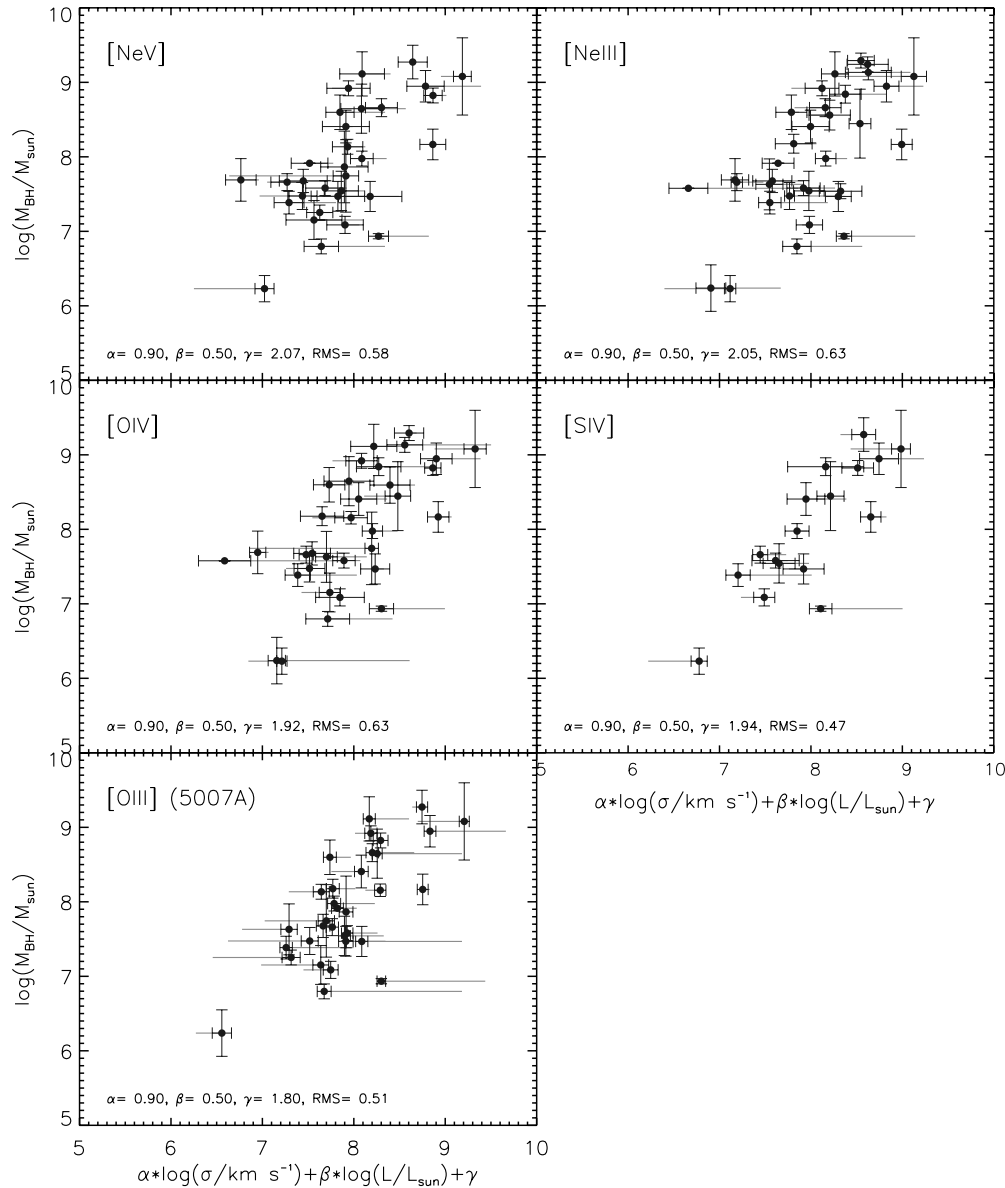 10
9
8
7
6
5
log(M_BH/M_sun)
[NeV]
α= 0.90, β= 0.50, γ= 2.07, RMS= 0.58
[NeIII]
α= 0.90, β= 0.50, γ= 2.05, RMS= 0.63
10
9
8
7
6
5
log(M_BH/M_sun)
[OIV]
α= 0.90, β= 0.50, γ= 1.92, RMS= 0.63
[SIV]
α= 0.90, β= 0.50, γ= 1.94, RMS= 0.47
5 6 7 8 9 10
α*log(σ/km s⁻¹)+β*log(L/L_sun)+γ
10
9
8
7
6
5
log(M_BH/M_sun)
[OIII] (5007A)
α= 0.90, β= 0.50, γ= 1.80, RMS= 0.51
5 6 7 8 9 10
α*log(σ/km s⁻¹)+β*log(L/L_sun)+γ